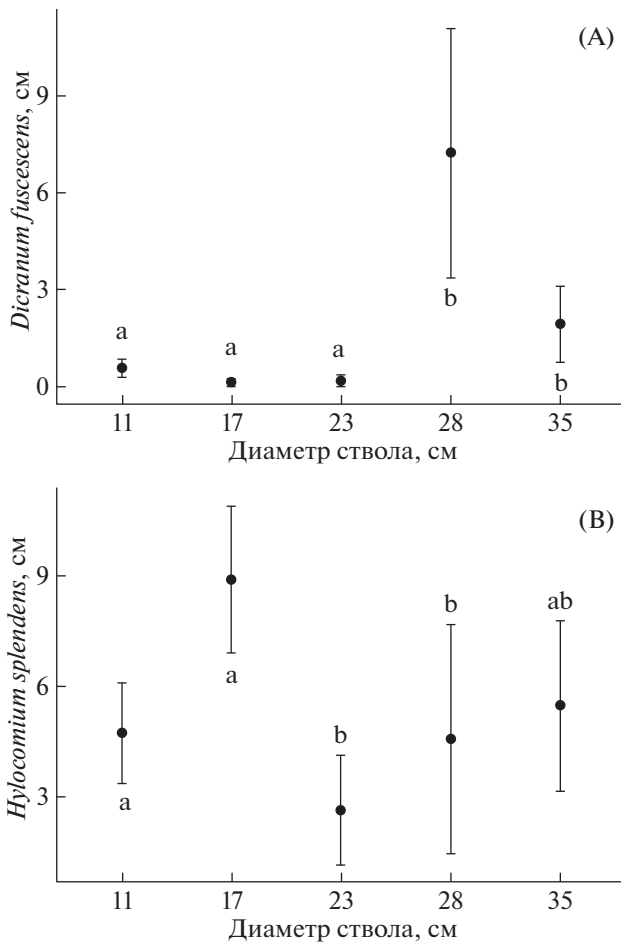 (A)
Dicranum fuscescens, см
9
6
3
0
a
a
a
b
b
11 17 23 28 35
Диаметр ствола, см
(B)
Hylocomium splendens, см
9
6
3
a
a
b
b
ab
11 17 23 28 35
Диаметр ствола, см